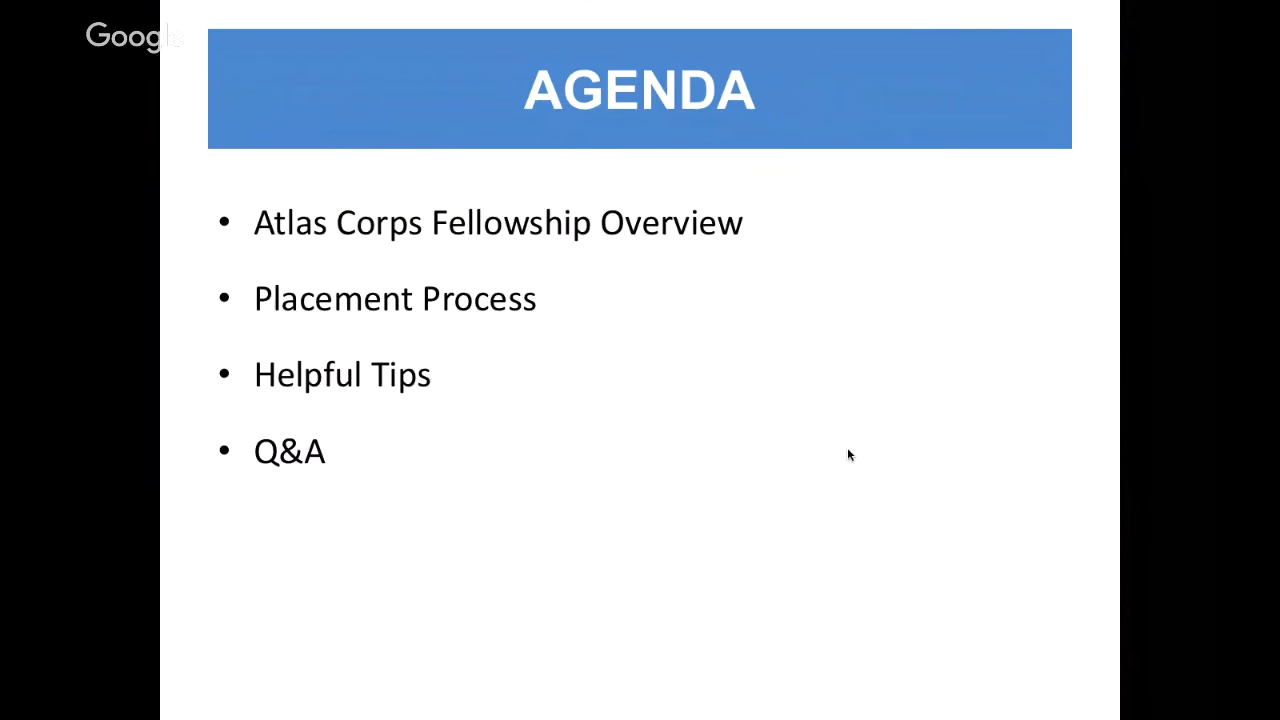 Google
AGENDA
• Atlas Corps Fellowship Overview
• Placement Process
• Helpful Tips
• Q&A